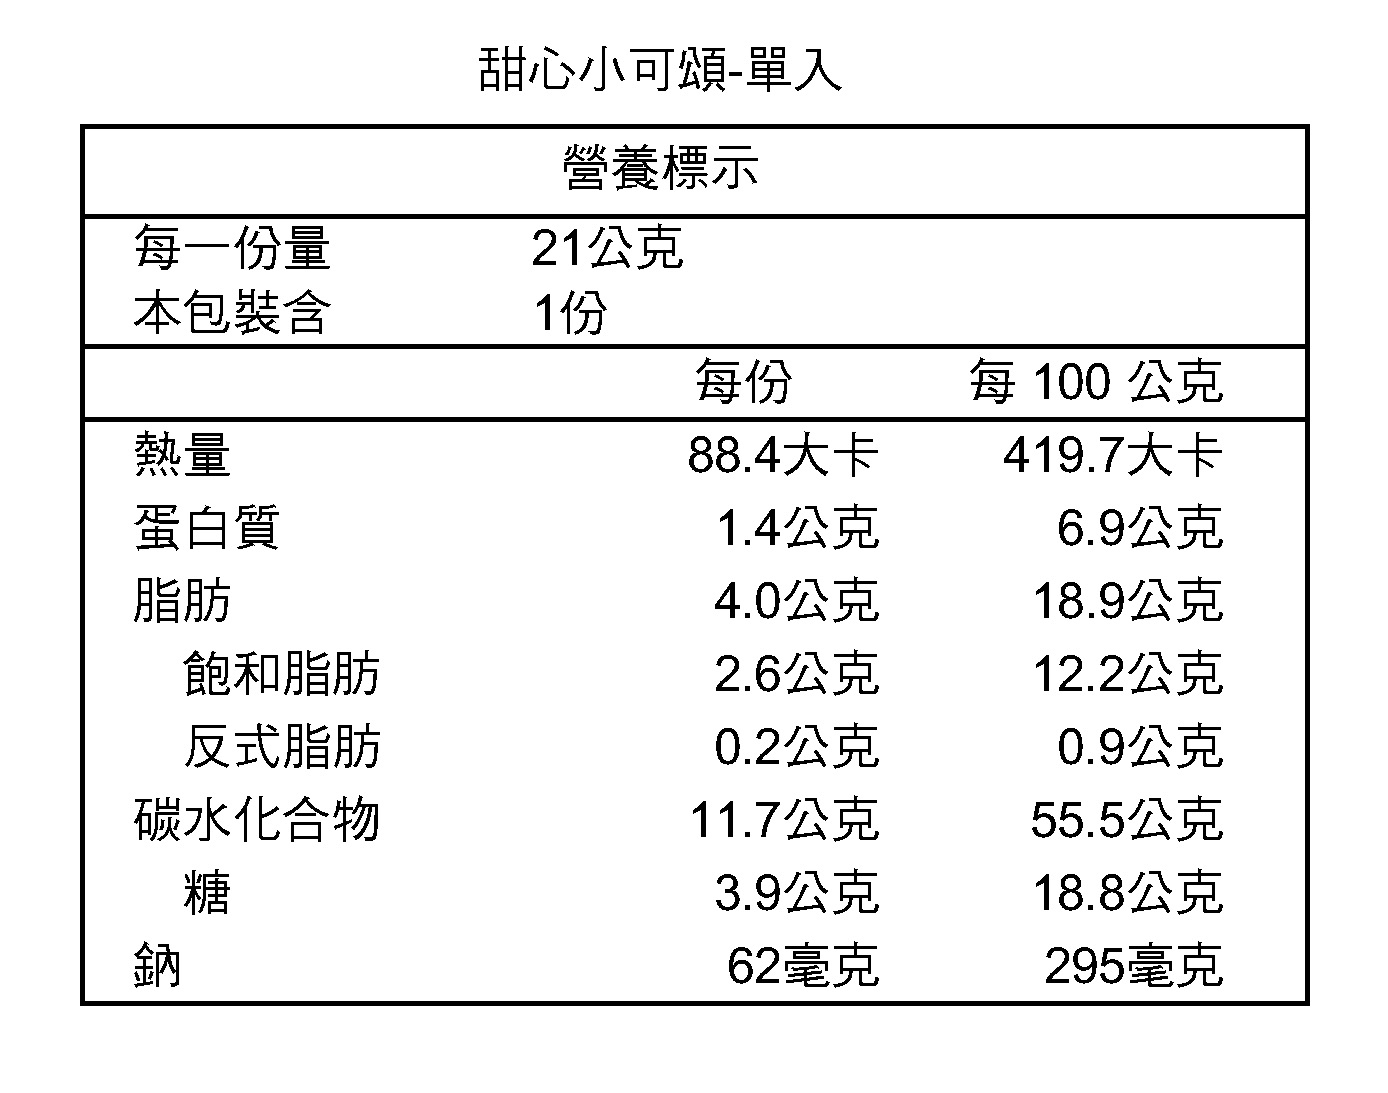 甜心小可頌-單入
營養標示
每一份量 21公克
本包裝含 1份
每份 每 100 公克
熱量 88.4大卡 419.7大卡
蛋白質 1.4公克 6.9公克
脂肪 4.0公克 18.9公克
飽和脂肪 2.6公克 12.2公克
反式脂肪 0.2公克 0.9公克
碳水化合物 11.7公克 55.5公克
糖 3.9公克 18.8公克
鈉 62毫克 295毫克